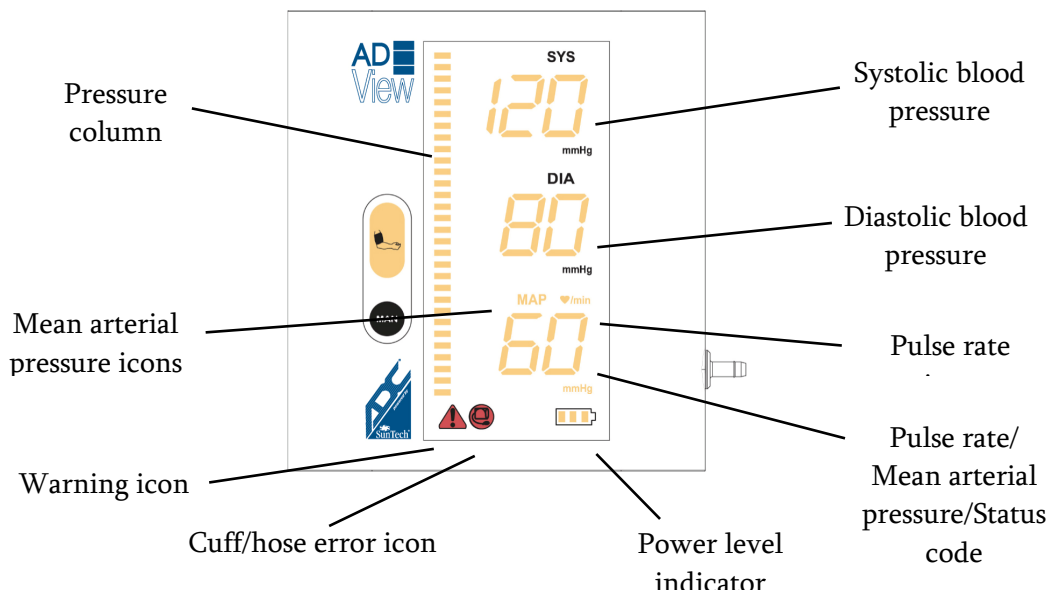 AD
View
SYS
120
mmHg
DIA
80
mmHg
MAP ♥/min
60
mmHg
MAN
ADC
SunTech
Pressure
column
Mean arterial
pressure icons
Warning icon
Cuff/hose error icon
Power level
indicator
Systolic blood
pressure
Diastolic blood
pressure
Pulse rate
Pulse rate/
Mean arterial
pressure/Status
code